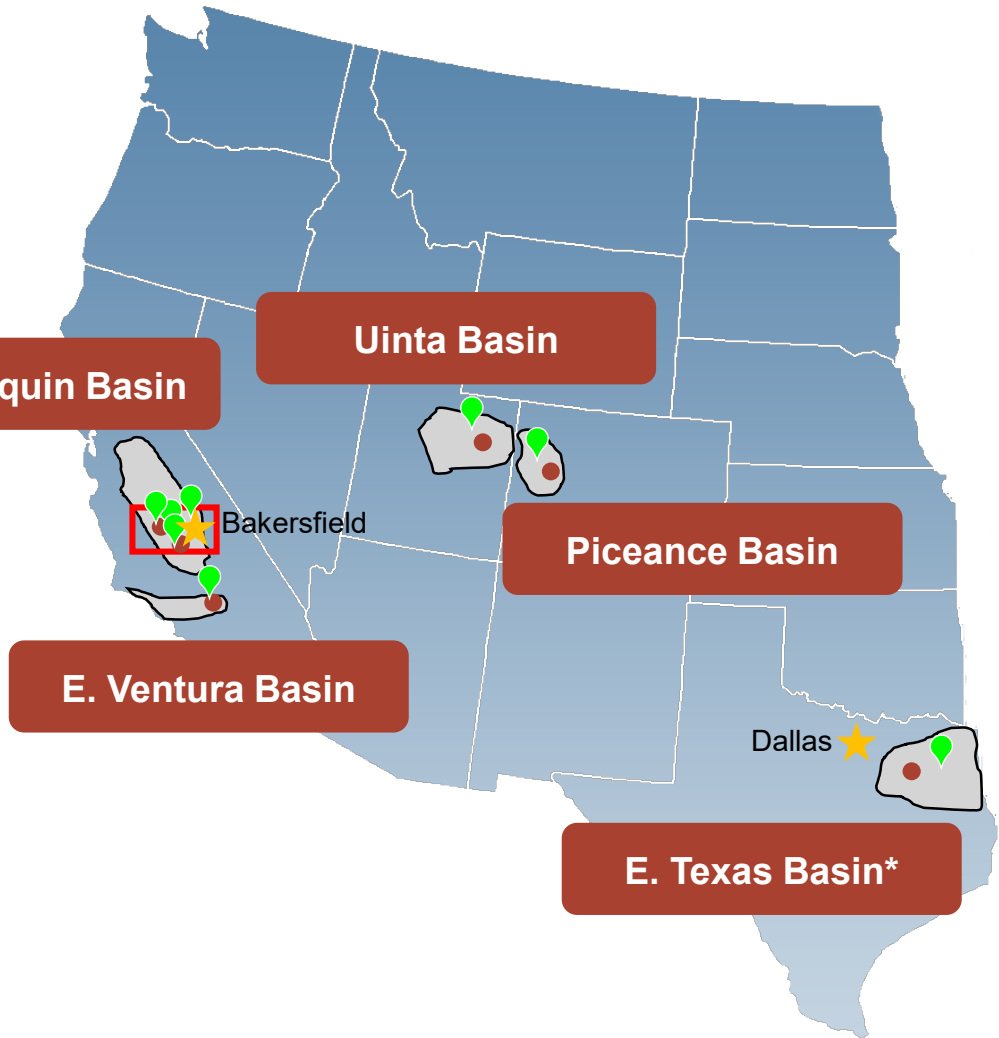 Uinta Basin
quin Basin
Bakersfield
Piceance Basin
E. Ventura Basin
Dallas
E. Texas Basin*